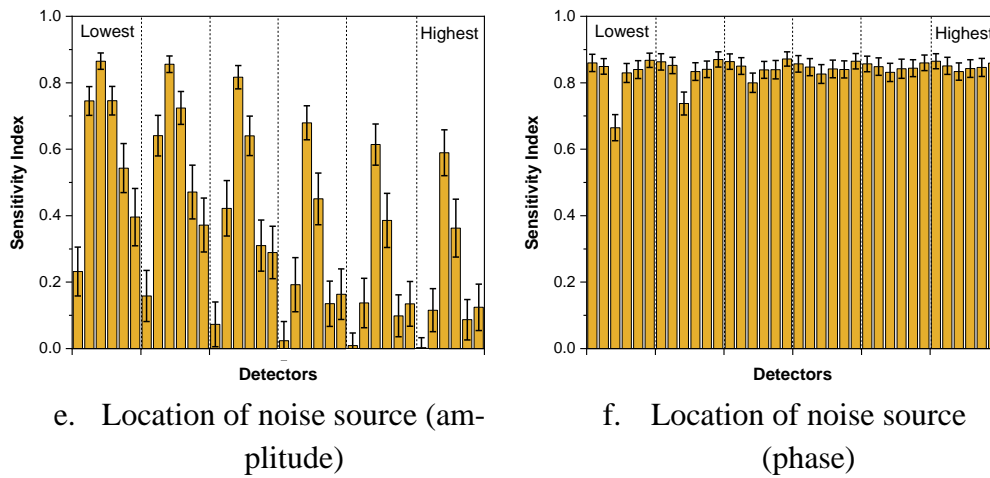 1.0
Lowest
Highest
0.8
0.6
0.4
0.2
0.0
Sensitivity Index
Detectors
e. Location of noise source (am-
plitude)
1.0
Lowest
Highest
0.8
0.6
0.4
0.2
0.0
Sensitivity Index
Detectors
f. Location of noise source
(phase)